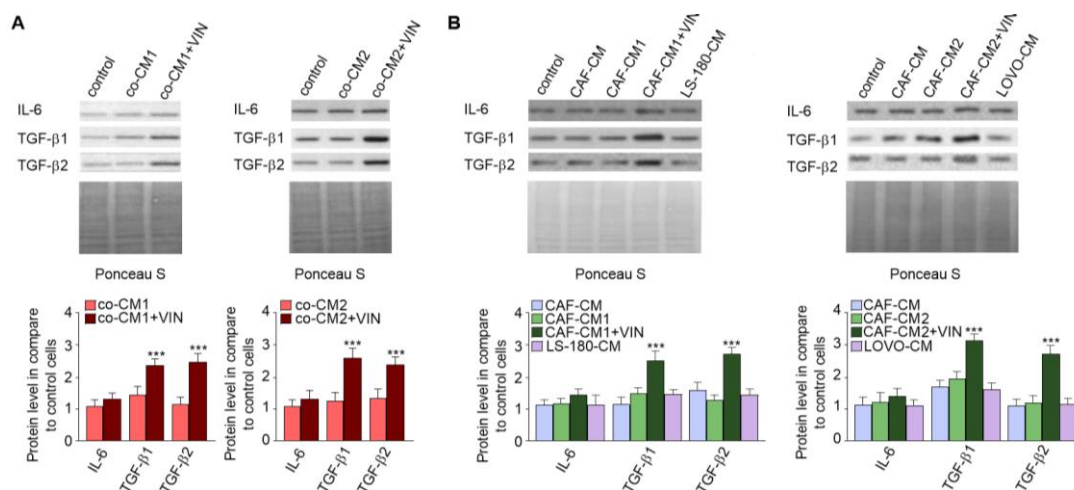 A
control
co-CM1
co-CM1+VIN
IL-6
TGF-β1
TGF-β2
Ponceau S
control
co-CM2
co-CM2+VIN
IL-6
TGF-β1
TGF-β2
Ponceau S
Protein level in compare
to control cells
4
3
2
1
0
co-CM1
co-CM1+VIN
***
***
IL-6
TGF-β1
TGF-β2
Protein level in compare
to control cells
4
3
2
1
0
co-CM2
co-CM2+VIN
***
***
IL-6
TGF-β1
TGF-β2
B
control
CAF-CM
CAF-CM1
CAF-CM1+VIN
LS-180-CM
IL-6
TGF-β1
TGF-β2
Ponceau S
control
CAF-CM
CAF-CM2
CAF-CM2+VIN
LOVO-CM
IL-6
TGF-β1
TGF-β2
Ponceau S
Protein level in compare
to control cells
4
3
2
1
0
CAF-CM
CAF-CM1
CAF-CM1+VIN
LS-180-CM
***
***
IL-6
TGF-β1
TGF-β2
Protein level in compare
to control cells
4
3
2
1
0
CAF-CM
CAF-CM2
CAF-CM2+VIN
LOVO-CM
***
***
IL-6
TGF-β1
TGF-β2